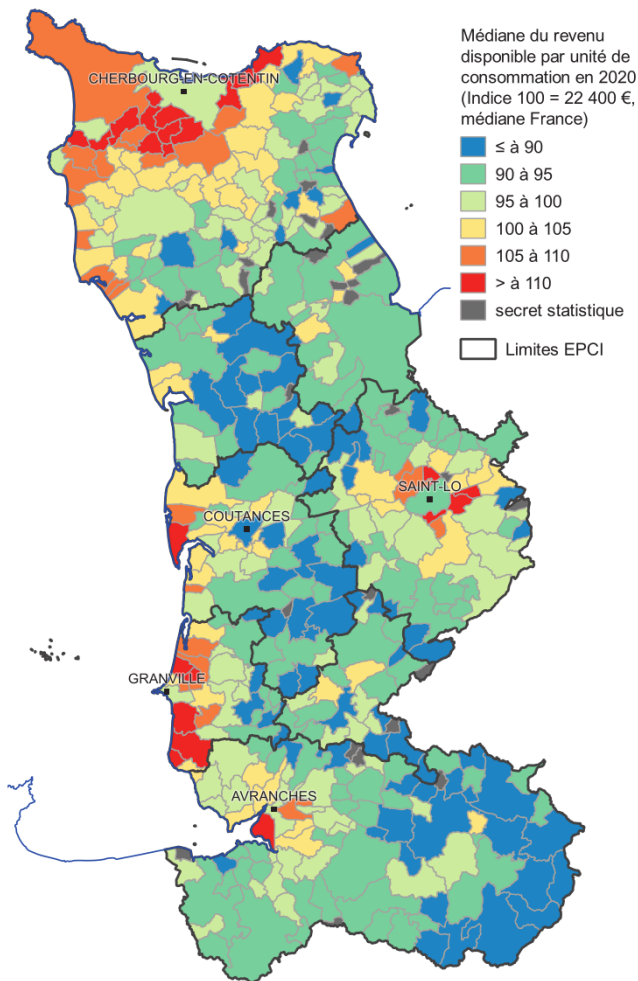 Médiane du revenu
disponible par unité de
consommation en 2020
(Indice 100 = 22 400 €,
médiane France)
≤ à 90
90 à 95
95 à 100
100 à 105
105 à 110
> à 110
secret statistique
Limites EPCI
CHERBOURG-EN-COTENTIN
SAINT-LO
COUTANCES
GRANVILLE
AVRANCHES